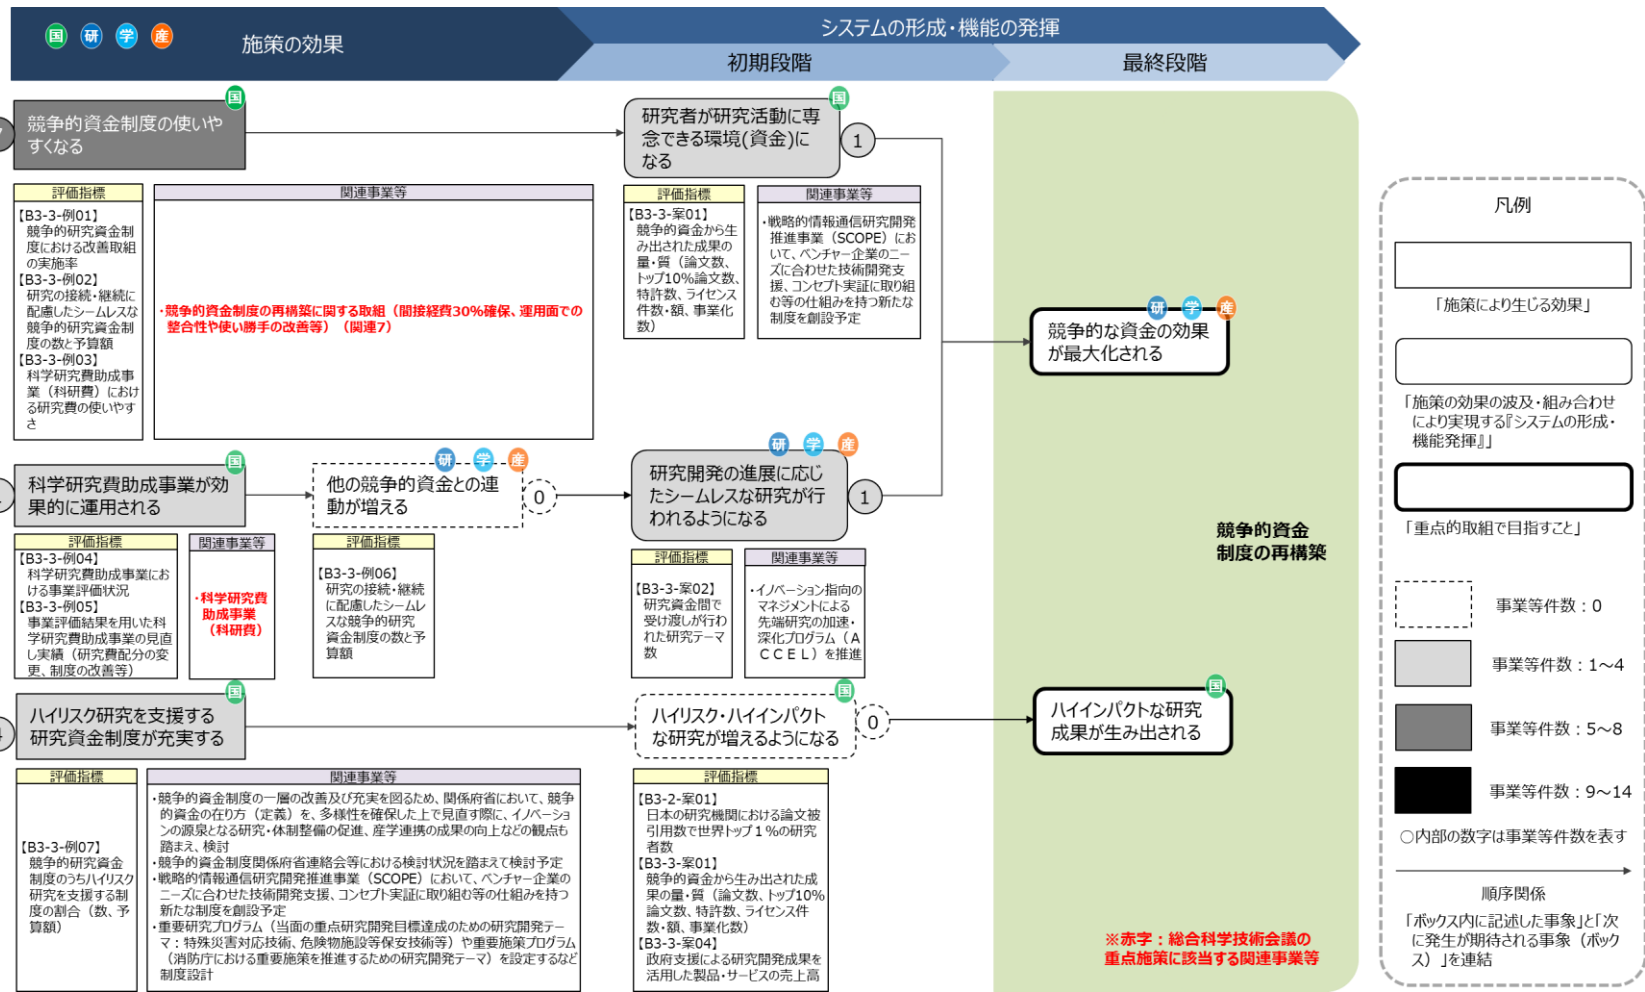 国 研 学 産
施策の効果
システムの形成・機能の発揮
初期段階
最終段階
国
競争的資金制度の使いや
すくなる
国
研究者が研究活動に専
念できる環境(資金)に
なる
1
評価指標
【B3-3-例01】
競争的研究資金制
度における改善取組
の実施率
【B3-3-例02】
研究の接続・継続に
配慮したシームレスな
競争的研究資金制
度の数と予算額
【B3-3-例03】
科学研究費助成事
業（科研費）におけ
る研究費の使いやす
さ
関連事業等
・競争的資金制度の再構築に関する取組（間接経費30%確保、運用面での
整合性や使い勝手の改善等）（関連7）
評価指標
【B3-3-案01】
競争的資金から生
み出された成果の
量・質（論文数、
トップ10%論文数、
特許数、ライセンス
件数・額、事業化
数）
関連事業等
・戦略的情報通信研究開発
推進事業（SCOPE）にお
いて、ベンチャー企業のニー
ズに合わせた技術開発支
援、コンセプト実証に取り組
む等の仕組みを持つ新たな
制度を創設予定
研 学 産
競争的な資金の効果
が最大化される
国
科学研究費助成事業が効
果的に運用される
研 学 産
他の競争的資金との連
動が増える
0
研 学 産
研究開発の進展に応じ
たシームレスな研究が行
われるようになる
1
評価指標
【B3-3-例04】
科学研究費助成事業にお
ける事業評価状況
【B3-3-例05】
事業評価結果を用いた科
学研究費助成事業の見直
し実績（研究費配分の変
更、制度の改善等）
関連事業等
・科学研究費
助成事業
（科研費）
評価指標
【B3-3-例06】
研究の接続・継続
に配慮したシームレ
スな競争的研究
資金制度の数と予
算額
評価指標
【B3-3-案02】
研究資金間で
受け渡しが行わ
れた研究テーマ
数
関連事業等
・イノベーション指向の
マネジメントによる
先端研究の加速・
深化プログラム（A
CCEL）を推進
競争的資金
制度の再構築
4
国
ハイリスク研究を支援する
研究資金制度が充実する
国
ハイリスク・ハイインパクト
な研究が増えるようになる
0
国
ハイインパクトな研究
成果が生み出される
評価指標
【B3-3-例07】
競争的研究資金
制度のうちハイリスク
研究を支援する制
度の割合（数、予
算額）
関連事業等
・競争的資金制度の一層の改善及び充実を図るため、関係府省において、競争
的資金の在り方（定義）を、多様性を確保した上で見直す際に、イノベーショ
ンの源泉となる研究・体制整備の促進、産学連携の成果の向上などの観点も
踏まえ、検討
・競争的資金制度関係府省連絡会等における検討状況を踏まえて検討予定
・戦略的情報通信研究開発推進事業（SCOPE）において、ベンチャー企業の
ニーズに合わせた技術開発支援、コンセプト実証に取り組む等の仕組みを持つ
新たな制度を創設予定
・重要研究プログラム（当面の重点研究開発目標達成のための研究開発テー
マ：特殊災害対応技術、危険物施設等保安技術等）や重要施策プログラム
（消防庁における重要施策を推進するための研究開発テーマ）を設定するなど
制度設計
評価指標
【B3-2-案01】
日本の研究機関における論文被
引用数で世界トップ1%の研究
者数
【B3-3-案01】
競争的資金から生み出された成
果の量・質（論文数、トップ10%
論文数、特許数、ライセンス件
数・額、事業化数）
【B3-3-案04】
政府支援による研究開発成果を
活用した製品・サービスの売上高
※赤字：総合科学技術会議の
重点施策に該当する関連事業等
凡例
「施策により生じる効果」
「施策の効果の波及・組み合わせ
により実現する『システムの形成・
機能発揮』」
「重点的取組で目指すこと」
事業等件数：0
事業等件数：1～4
事業等件数：5～8
事業等件数：9～14
○内部の数字は事業等件数を表す
順序関係
「ボックス内に記述した事象」と「次
に発生が期待される事象（ボック
ス）」を連結